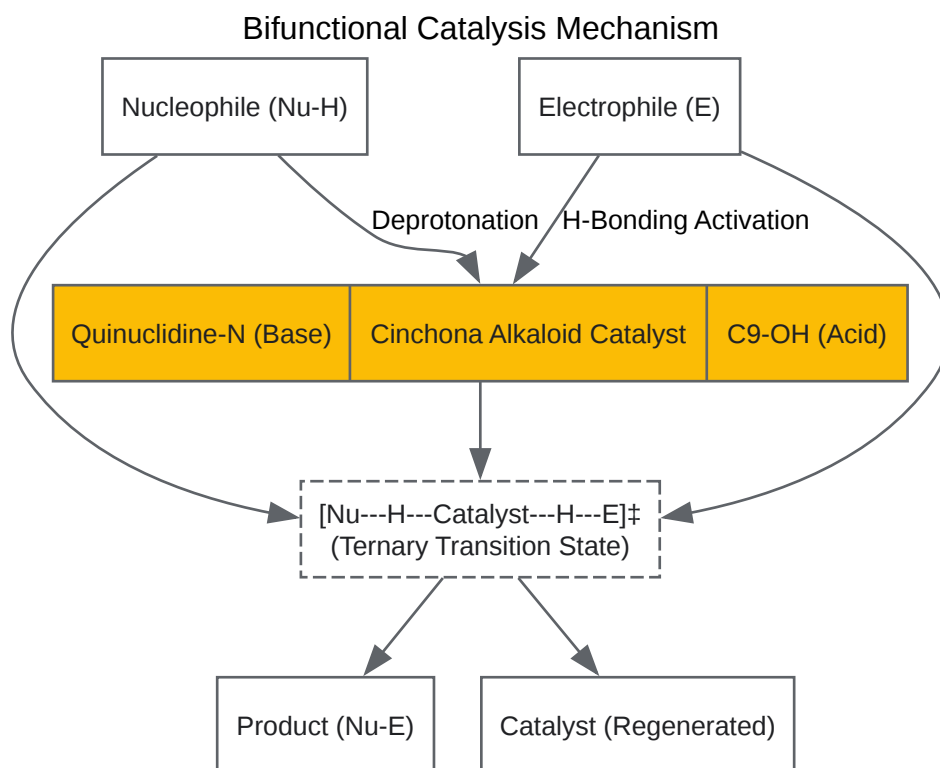 Bifunctional Catalysis Mechanism
Nucleophile (Nu-H)
Electrophile (E)
Deprotonation
H-Bonding Activation
Quinuclidine-N (Base)
Cinchona Alkaloid Catalyst
C9-OH (Acid)
[Nu---H---Catalyst---H---E]‡
(Ternary Transition State)
Product (Nu-E)
Catalyst (Regenerated)